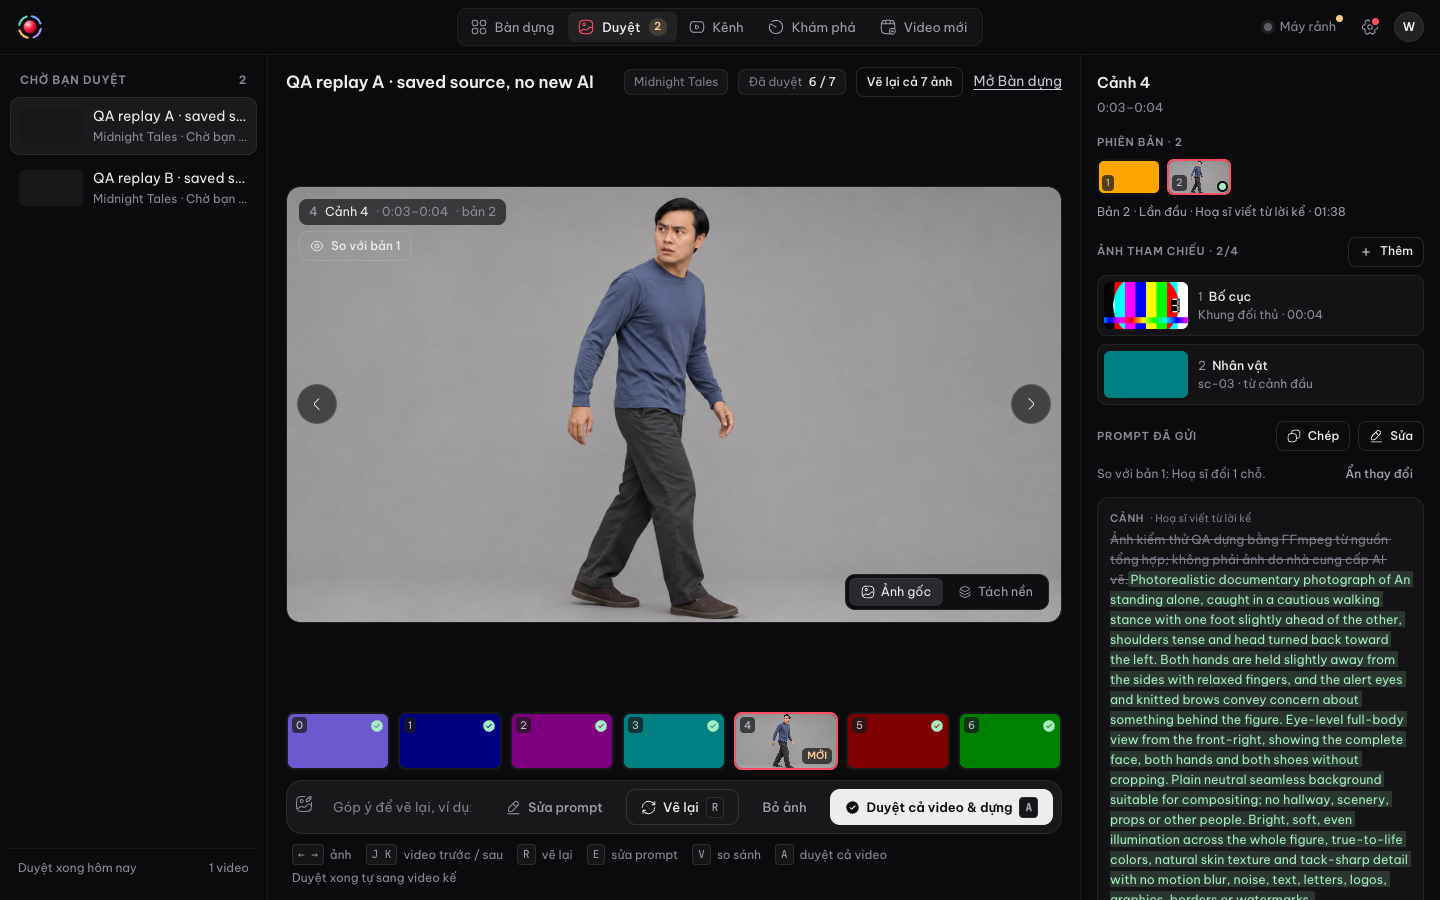 Bàn dựng
Duyệt 2
Kênh
Khám phá
Video mới
Máy rảnh
W
CHỜ BẠN DUYỆT 2
QA replay A · saved s...
Midnight Tales · Chờ bạn ...
QA replay B · saved s...
Midnight Tales · Chờ bạn ...
Duyệt xong hôm nay 1 video
QA replay A · saved source, no new AI
Midnight Tales
Đã duyệt 6 / 7
Vẽ lại cả 7 ảnh
Mở Bàn dựng
4 Cảnh 4 · 0:03–0:04 · bản 2
So với bản 1
Ảnh gốc
Tách nền
0
1
2
3
4
MỚI
5
6
Góp ý để vẽ lại, ví dụ:
Sửa prompt
Vẽ lại R
Bỏ ảnh
Duyệt cả video & dựng A
← → ảnh
J K video trước / sau
R vẽ lại
E sửa prompt
V so sánh
A duyệt cả video
Duyệt xong tự sang video kế
Cảnh 4
0:03–0:04
PHIÊN BẢN · 2
1
2
Bản 2 · Lần đầu · Hoạ sĩ viết từ lời kể · 01:38
ẢNH THAM CHIẾU · 2/4
Thêm
1 Bố cục
Khung đối thủ · 00:04
2 Nhân vật
sc-03 · từ cảnh đầu
PROMPT ĐÃ GỬI
Chép
Sửa
So với bản 1: Hoạ sĩ đổi 1 chỗ.
Ẩn thay đổi
CẢNH · Hoạ sĩ viết từ lời kể
Ảnh kiểm thử QA dựng bằng FFmpeg từ nguồn
tổng hợp; không phải ảnh do nhà cung cấp AI
vẽ. Photorealistic documentary photograph of An
standing alone, caught in a cautious walking
stance with one foot slightly ahead of the other,
shoulders tense and head turned back toward
the left. Both hands are held slightly away from
the sides with relaxed fingers, and the alert eyes
and knitted brows convey concern about
something behind the figure. Eye-level full-body
view from the front-right, showing the complete
face, both hands and both shoes without
cropping. Plain neutral seamless background
suitable for compositing; no hallway, scenery,
props or other people. Bright, soft, even
illumination across the whole figure, true-to-life
colors, natural skin texture and tack-sharp detail
with no motion blur, noise, text, letters, logos,
graphics, borders or watermarks.